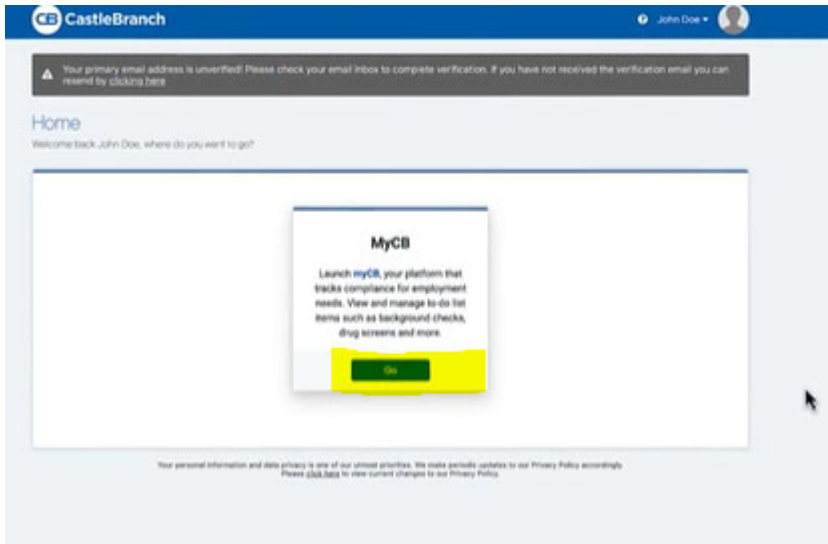 CB CastleBranch
? John Doe
Your primary email address is unverified! Please check your email inbox to complete verification. If you have not received the verification email you can
resend by clicking here
Home
Welcome back John Doe, where do you want to go?
MyCB
Launch myCB, your platform that
tracks compliance for employment
needs. View and manage to-do list
items such as background checks,
drug screens and more.
Go
Your personal information and data privacy is one of our utmost priorities. We make periodic updates to our Privacy Policy accordingly.
Please click here to view current changes to our Privacy Policy.